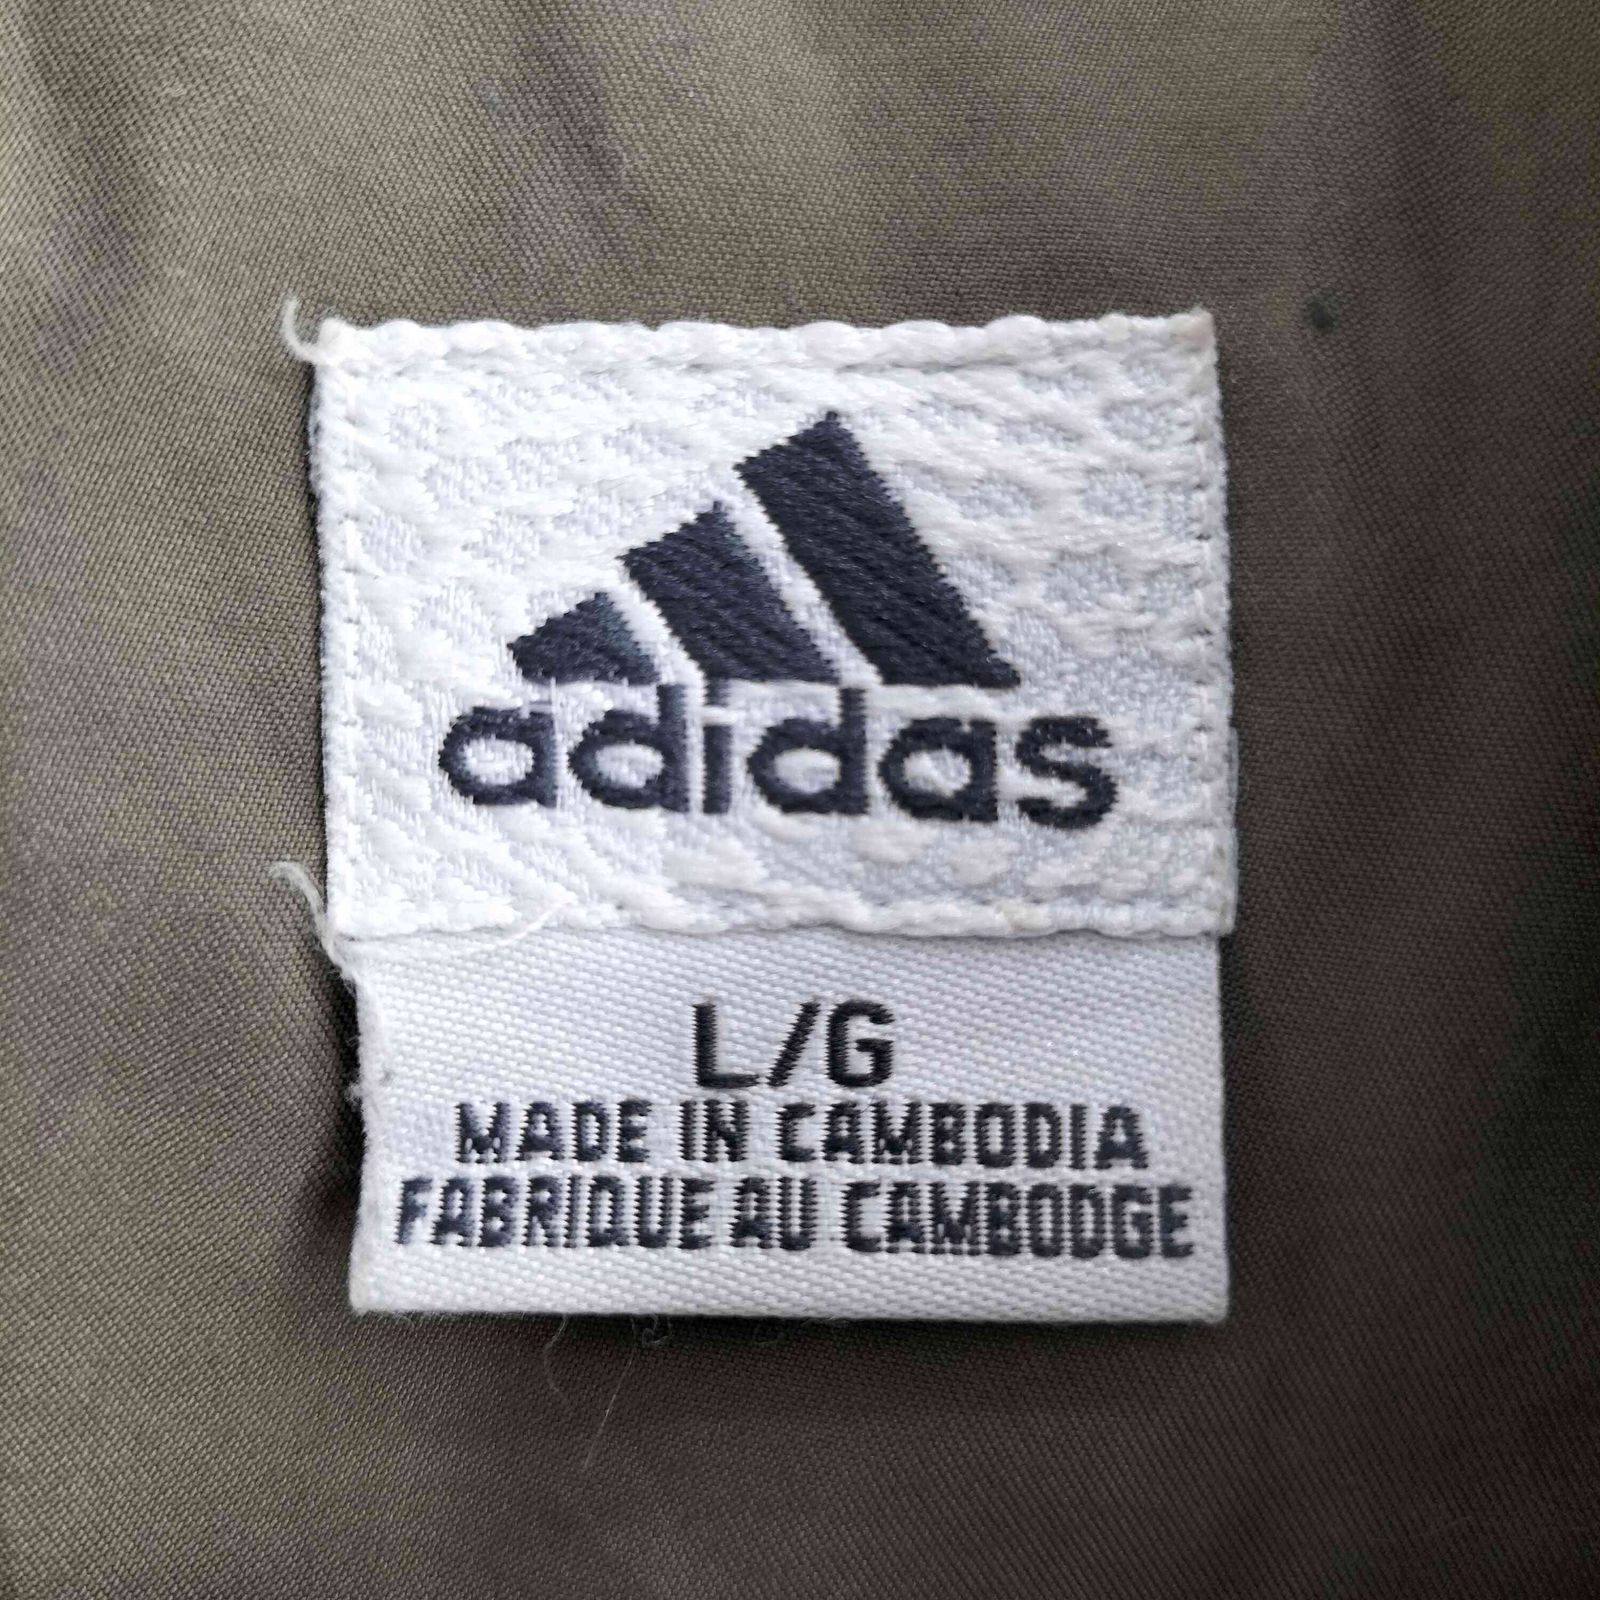 adidas
L/G
MADE IN CAMBODIA
FABRIQUE AU CAMBODGE